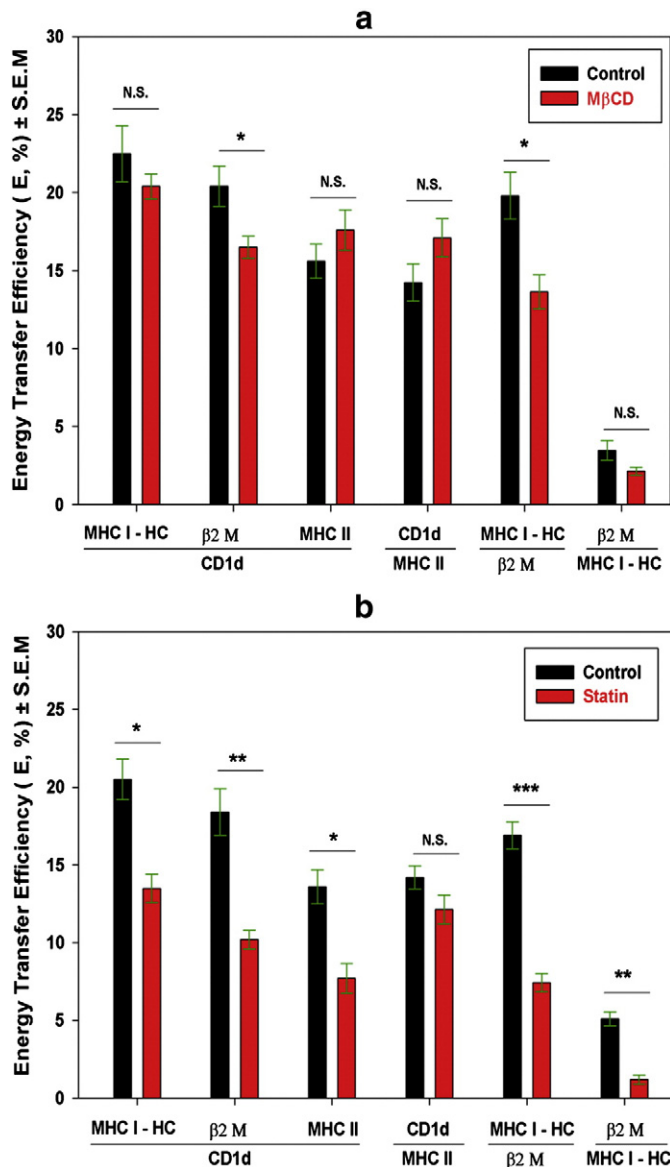 a
30
25
20
15
10
5
0
Energy Transfer Efficiency ( E, %) ± S.E.M
Control
MβCD
N.S.
*
N.S.
N.S.
*
N.S.
MHC I - HC β2 M MHC II CD1d MHC I - HC β2 M
CD1d MHC II β2 M MHC I - HC
b
30
25
20
15
10
5
0
Energy Transfer Efficiency ( E, %) ± S.E.M
Control
Statin
*
**
*
N.S.
***
**
MHC I - HC β2 M MHC II CD1d MHC I - HC β2 M
CD1d MHC II β2 M MHC I - HC